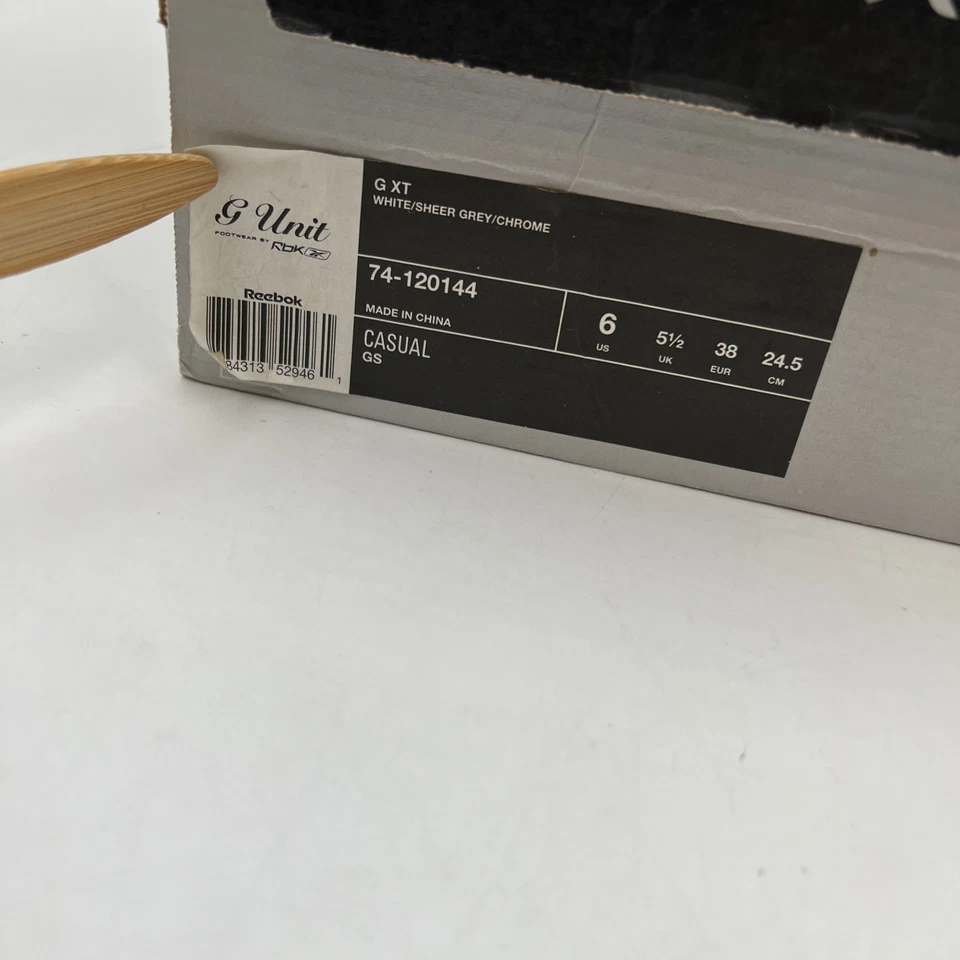 G Unit
FOOTWEAR BY Rbk
Reebok
84313 52946 1
G XT
WHITE/SHEER GREY/CHROME
74-120144
MADE IN CHINA
CASUAL
GS
6 5½ 38 24.5
US UK EUR CM